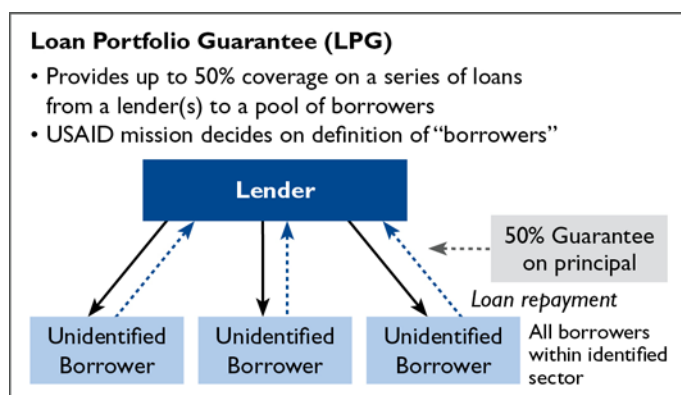 Loan Portfolio Guarantee (LPG)
• Provides up to 50% coverage on a series of loans
from a lender(s) to a pool of borrowers
• USAID mission decides on definition of “borrowers”
Lender
50% Guarantee
on principal
Loan repayment
Unidentified
Borrower
Unidentified
Borrower
Unidentified
Borrower
All borrowers
within identified
sector